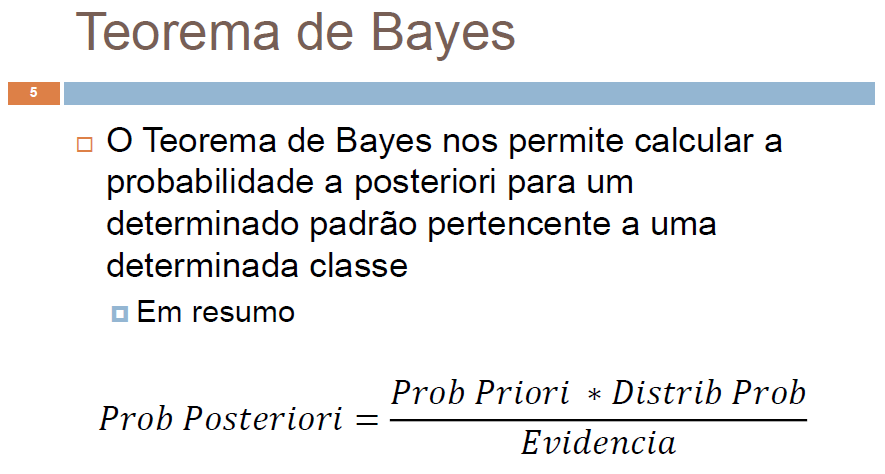 Teorema de Bayes
5
O Teorema de Bayes nos permite calcular a
probabilidade a posteriori para um
determinado padrão pertencente a uma
determinada classe
Em resumo
Prob Posteriori = Prob Priori * Distrib Prob
Evidencia